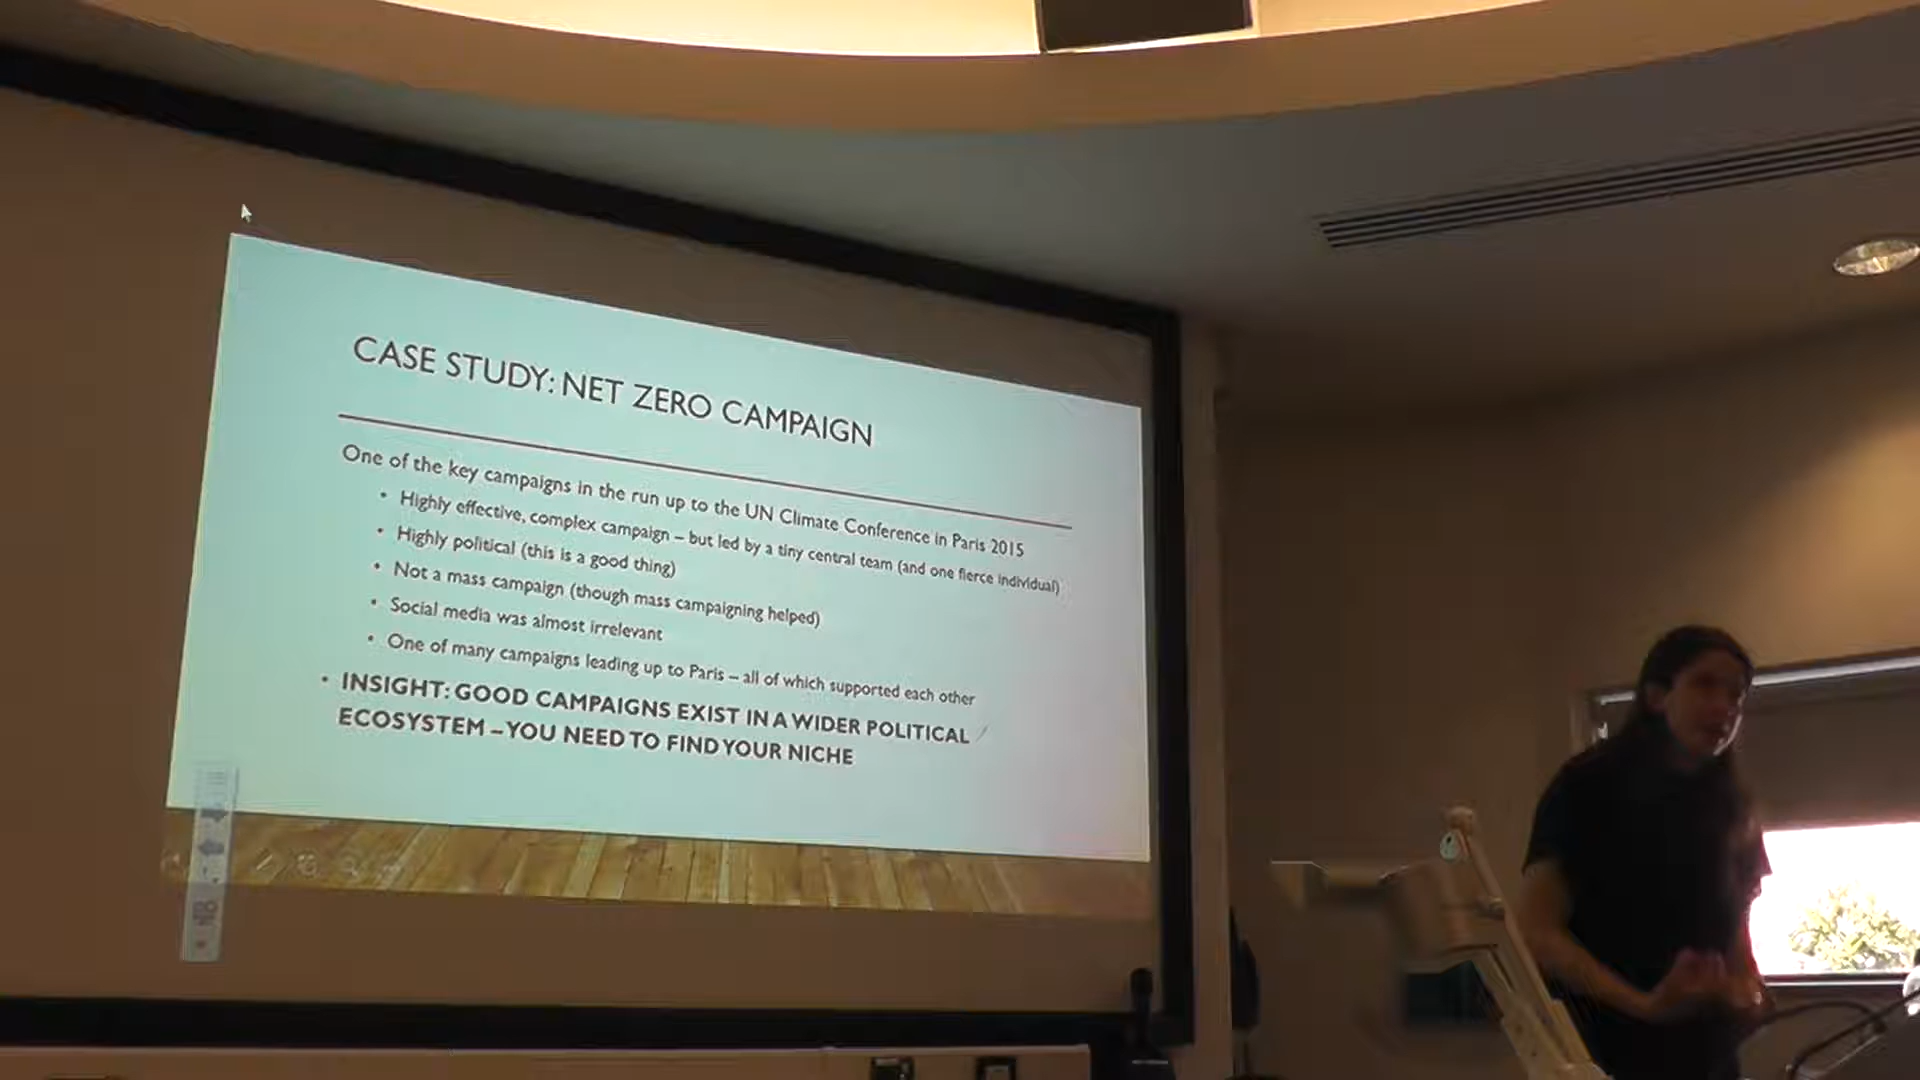 CASE STUDY: NET ZERO CAMPAIGN
One of the key campaigns in the run up to the UN Climate Conference in Paris 2015
• Highly effective, complex campaign – but led by a tiny central team (and one fierce individual)
• Highly political (this is a good thing)
• Not a mass campaign (though mass campaigning helped)
• Social media was almost irrelevant
• One of many campaigns leading up to Paris – all of which supported each other
• INSIGHT: GOOD CAMPAIGNS EXIST IN A WIDER POLITICAL
ECOSYSTEM – YOU NEED TO FIND YOUR NICHE